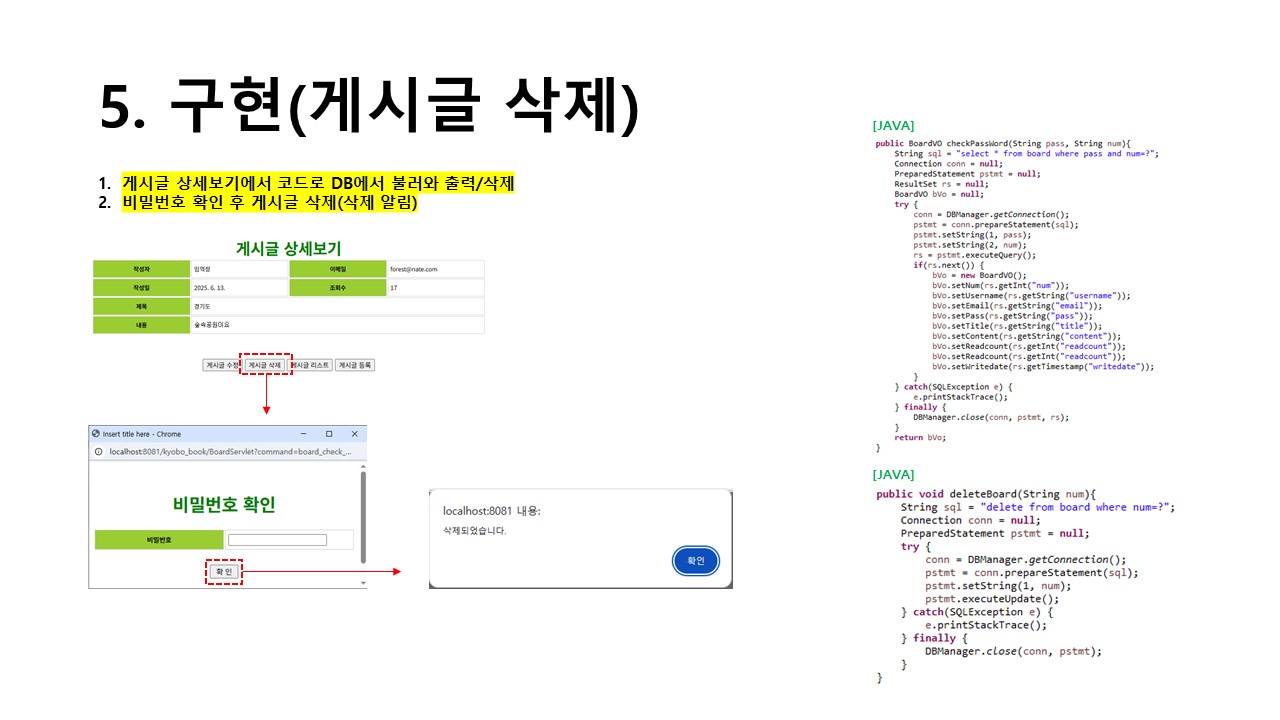 5. 구현(게시글 삭제)
1. 게시글 상세보기에서 코드로 DB에서 불러와 출력/삭제
2. 비밀번호 확인 후 게시글 삭제(삭제 알림)
게시글 상세보기
작성자 임꺽정 이메일 forest@nate.com
작성일 2025. 6. 13. 조회수 17
제목 경기도
내용 숲속공원이요
게시글 수정 게시글 삭제 게시글 리스트 게시글 등록
Insert title here - Chrome
localhost:8081/kyobo_book/BoardServlet?command=board_check_...
비밀번호 확인
비밀번호
확 인
localhost:8081 내용:
삭제되었습니다.
확인
[JAVA]
public BoardVO checkPassWord(String pass, String num){
String sql = "select * from board where pass and num=?";
Connection conn = null;
PreparedStatement pstmt = null;
ResultSet rs = null;
BoardVO bVo = null;
try {
conn = DBManager.getConnection();
pstmt = conn.prepareStatement(sql);
pstmt.setString(1, pass);
pstmt.setString(2, num);
rs = pstmt.executeQuery();
if(rs.next()) {
bVo = new BoardVO();
bVo.setNum(rs.getInt("num"));
bVo.setUsername(rs.getString("username"));
bVo.setEmail(rs.getString("email"));
bVo.setPass(rs.getString("pass"));
bVo.setTitle(rs.getString("title"));
bVo.setContent(rs.getString("content"));
bVo.setReadcount(rs.getInt("readcount"));
bVo.setReadcount(rs.getInt("readcount"));
bVo.setWritedate(rs.getTimestamp("writedate"));
}
} catch(SQLException e) {
e.printStackTrace();
} finally {
DBManager.close(conn, pstmt, rs);
}
return bVo;
}
[JAVA]
public void deleteBoard(String num){
String sql = "delete from board where num=?";
Connection conn = null;
PreparedStatement pstmt = null;
try {
conn = DBManager.getConnection();
pstmt = conn.prepareStatement(sql);
pstmt.setString(1, num);
pstmt.executeUpdate();
} catch(SQLException e) {
e.printStackTrace();
} finally {
DBManager.close(conn, pstmt);
}
}